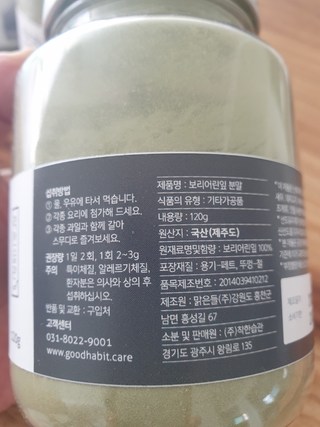 섭취방법
① 물, 우유에 타서 먹습니다.
② 각종 요리에 첨가해 드세요.
③ 각종 과일과 함께 갈아
스무디로 즐겨보세요.
권장량 1일 2회, 1회 2~3g
주의 특이체질, 알레르기체질,
환자분은 의사와 상의 후
섭취하십시오.
반품 및 교환 : 구입처
고객센터
031-8022-9001
www.goodhabit.care
제품명 : 보리어린잎 분말
식품의 유형 : 기타가공품
내용량 : 120g
원산지 : 국산(제주도)
원재료명및함량 : 보리어린잎 100%
포장재질 : 용기-페트, 뚜껑-철
품목제조번호 : 2014039410212
제조원 : 맑은들(주)강원도 홍천군
남면 홍성길 67
소분 및 판매원 : (주)착한습관
경기도 광주시 왕림로 135